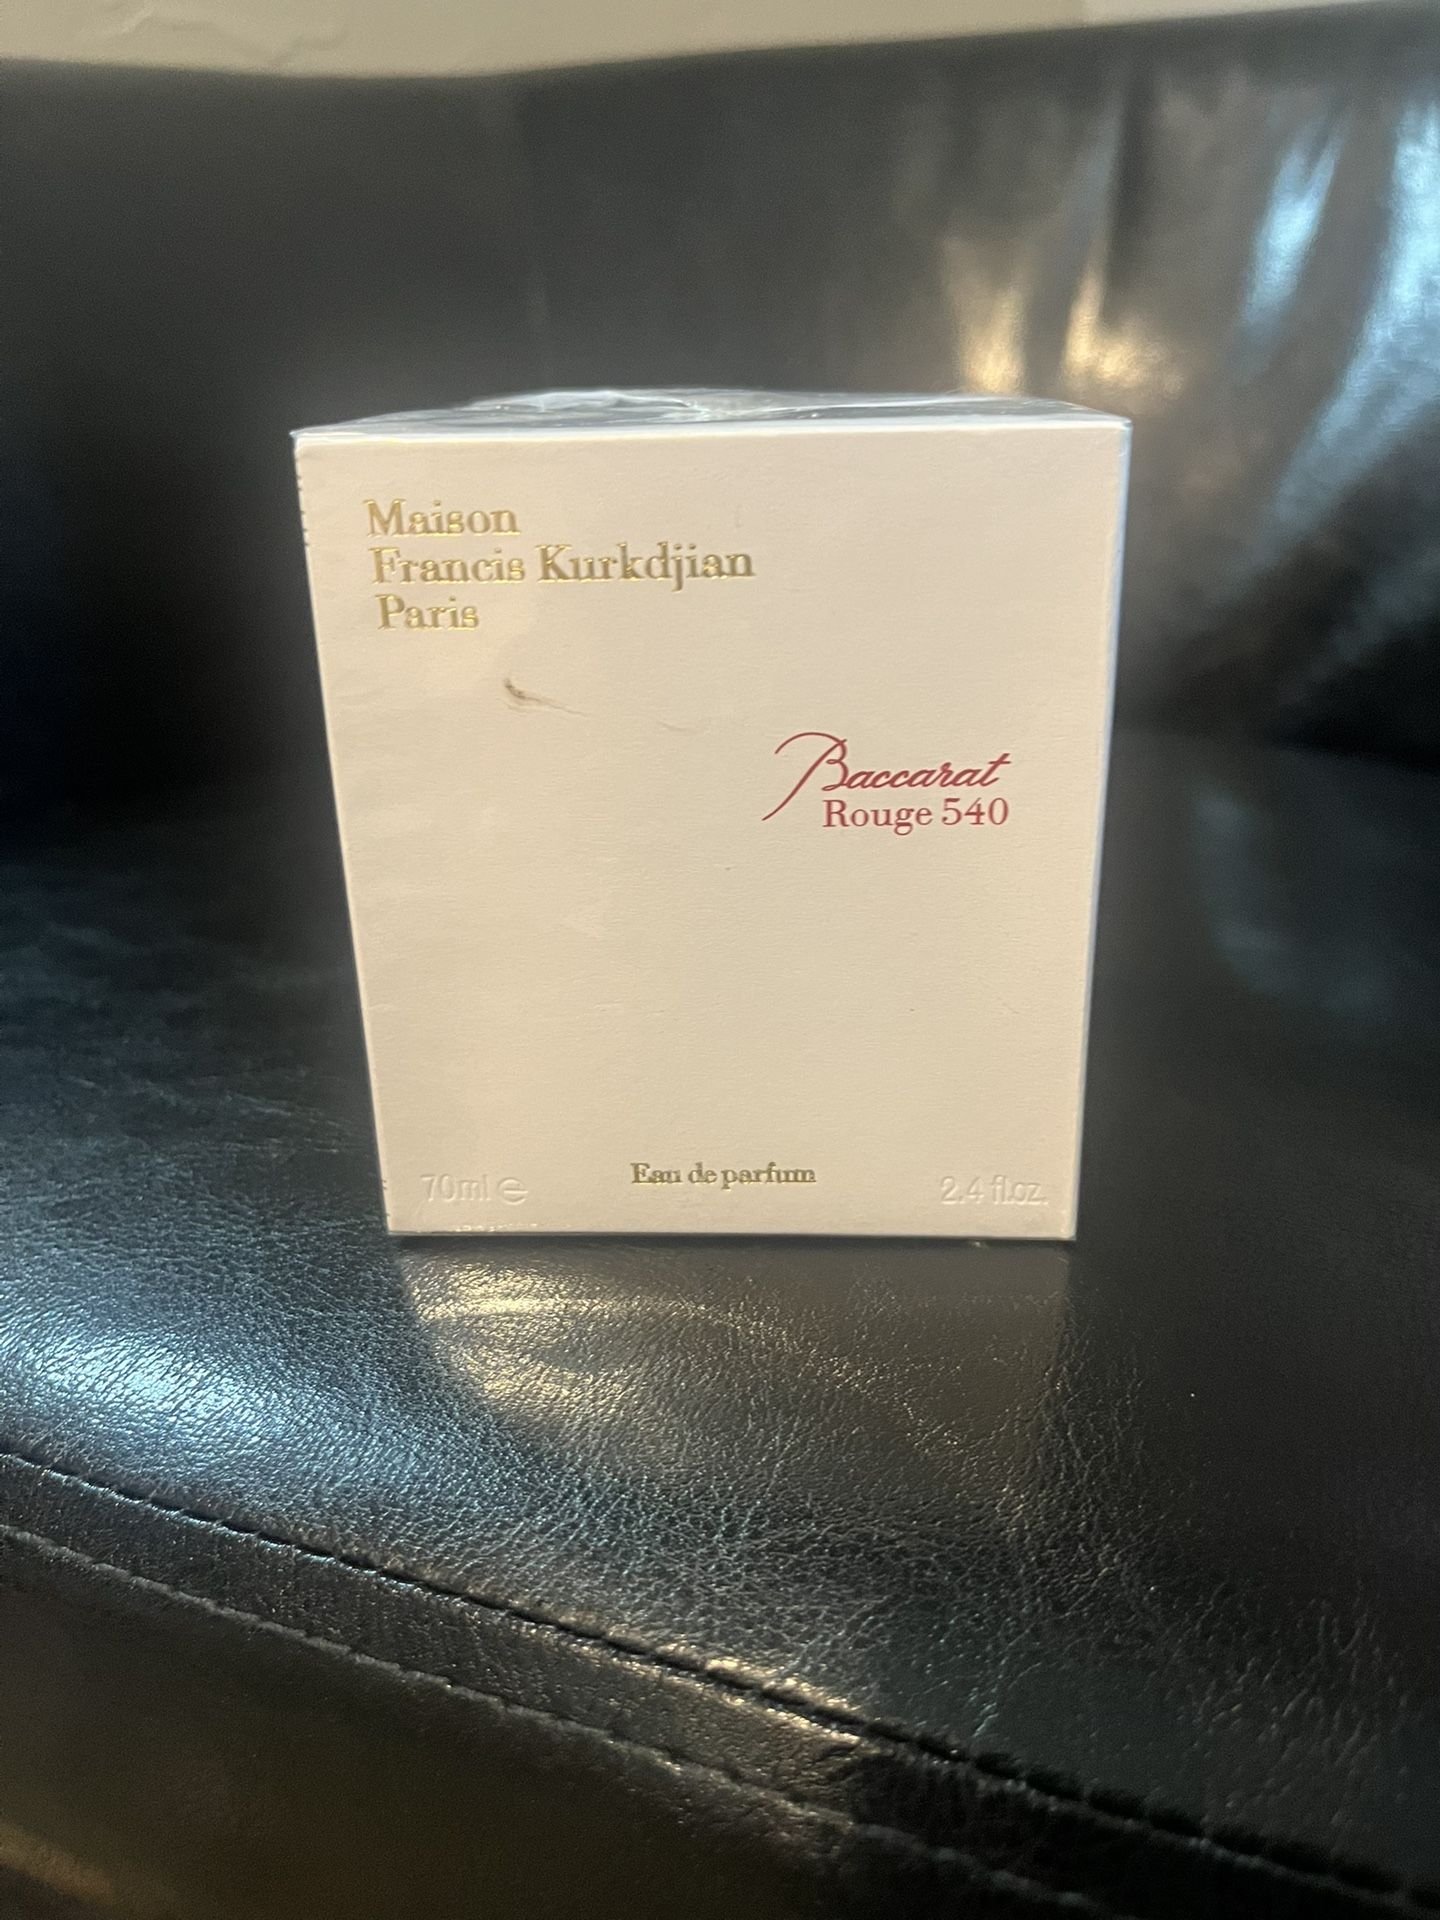 Maison
Francis Kurkdjian
Paris
Baccarat
Rouge 540
70ml ℮
Eau de parfum
2.4 fl.oz.